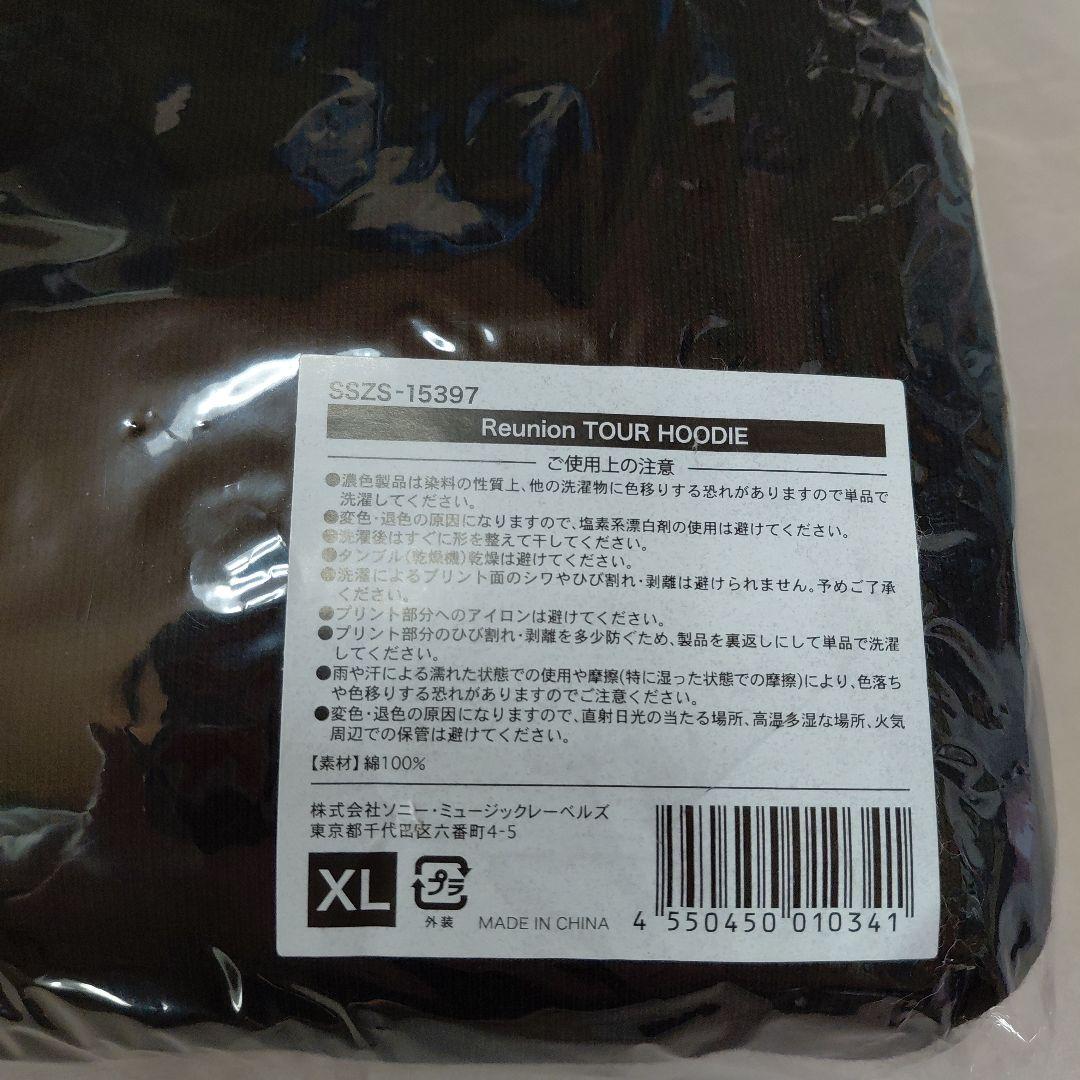 SSZS-15397
Reunion TOUR HOODIE
ご使用上の注意
●濃色製品は染料の性質上、他の洗濯物に色移りする恐れがありますので単品で
洗濯してください。
●変色・退色の原因になりますので、塩素系漂白剤の使用は避けてください。
●洗濯後はすぐに形を整えて干してください。
●タンブル(乾燥機)乾燥は避けてください。
●洗濯によるプリント面のシワやひび割れ・剥離は避けられません。予めご了承
ください。
●プリント部分へのアイロンは避けてください。
●プリント部分のひび割れ・剥離を多少防ぐため、製品を裏返しにして単品で洗濯
してください。
●雨や汗による濡れた状態での使用や摩擦(特に湿った状態での摩擦)により、色落ち
や色移りする恐れがありますのでご注意ください。
●変色・退色の原因になりますので、直射日光の当たる場所、高温多湿な場所、火気
周辺での保管は避けてください。
【素材】綿100%
株式会社ソニー・ミュージックレーベルズ
東京都千代田区六番町4-5
XL
プラ
外装
MADE IN CHINA
4 550450 010341